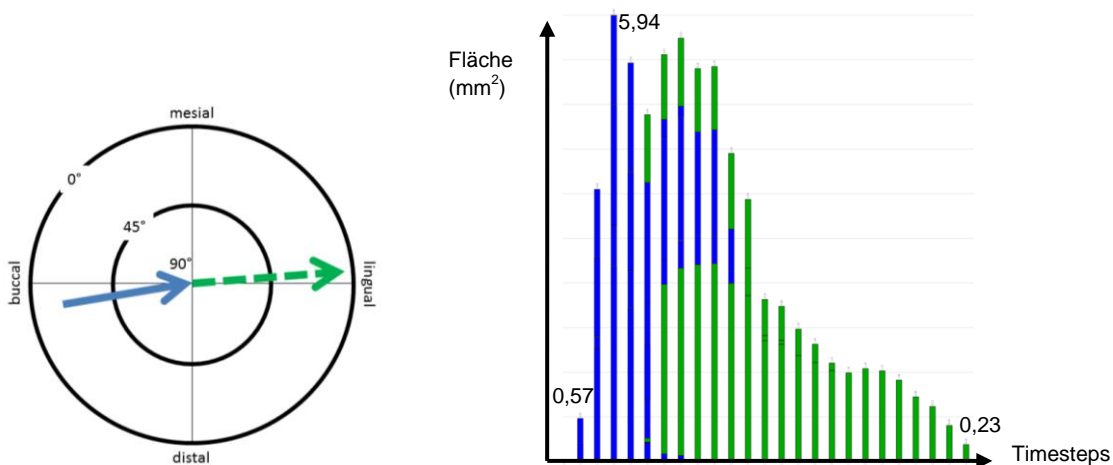 mesial
0°
45°
90°
buccal
lingual
distal
Fläche
(mm²)
5,94
0,57
0,23
Timesteps